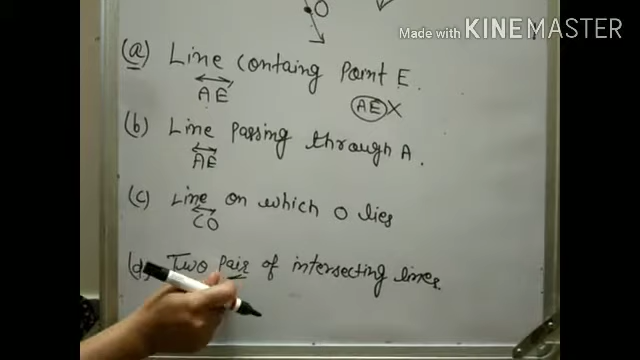 O
Made with KINEMASTER
(a) Line Containg Point E.
AE
AE X
(b) Line passing through A.
AE
(c) Line on which O lies
CO
(d) Two pair of intersecting lines.